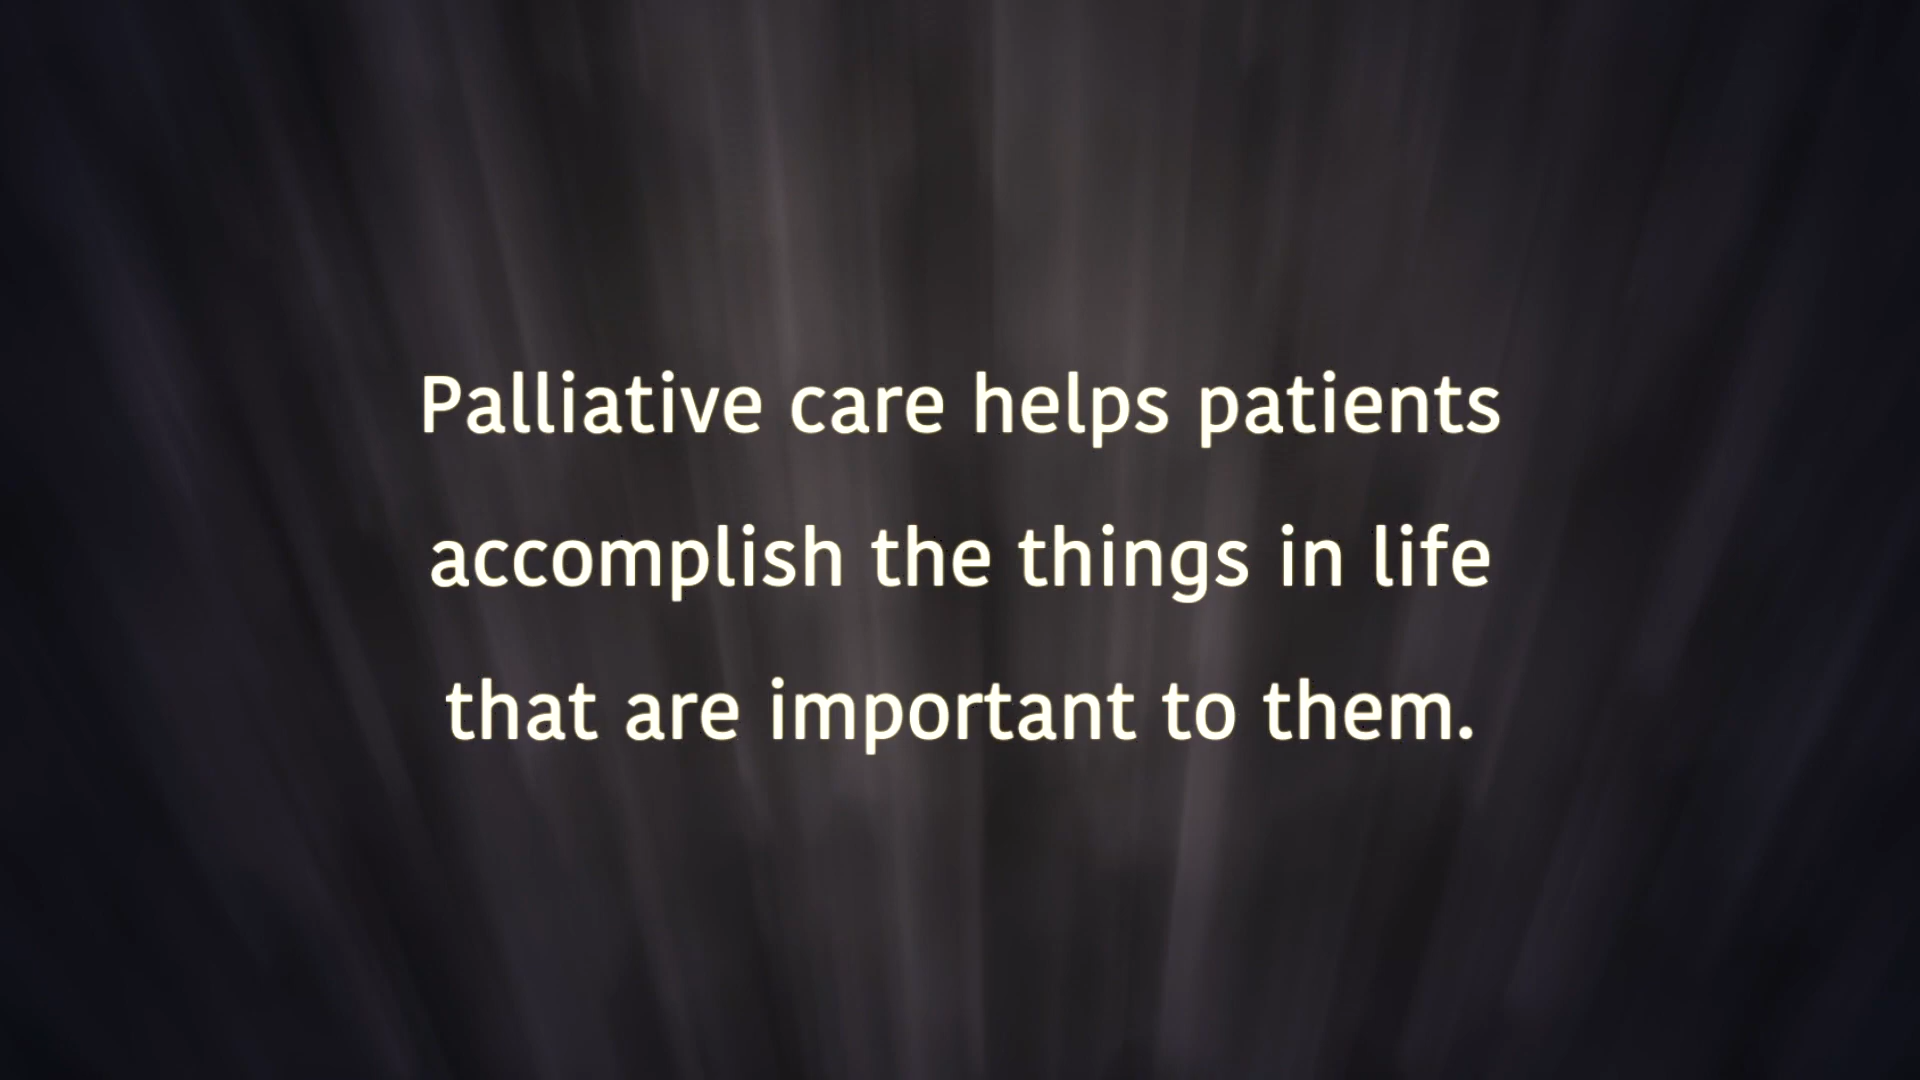 Palliative care helps patients
accomplish the things in life
that are important to them.